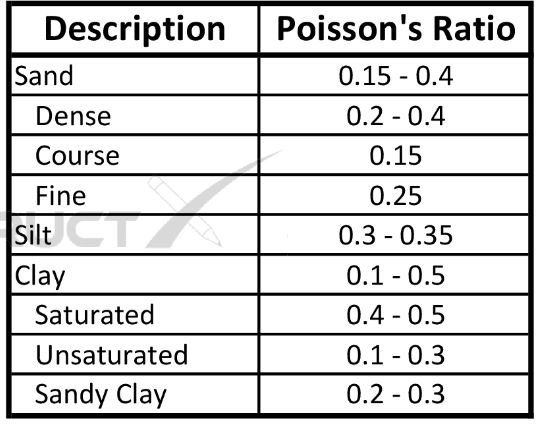 Description Poisson's Ratio
Sand 0.15 - 0.4
Dense 0.2 - 0.4
Course 0.15
Fine 0.25
RUCT
Silt 0.3 - 0.35
Clay 0.1 - 0.5
Saturated 0.4 - 0.5
Unsaturated 0.1 - 0.3
Sandy Clay 0.2 - 0.3